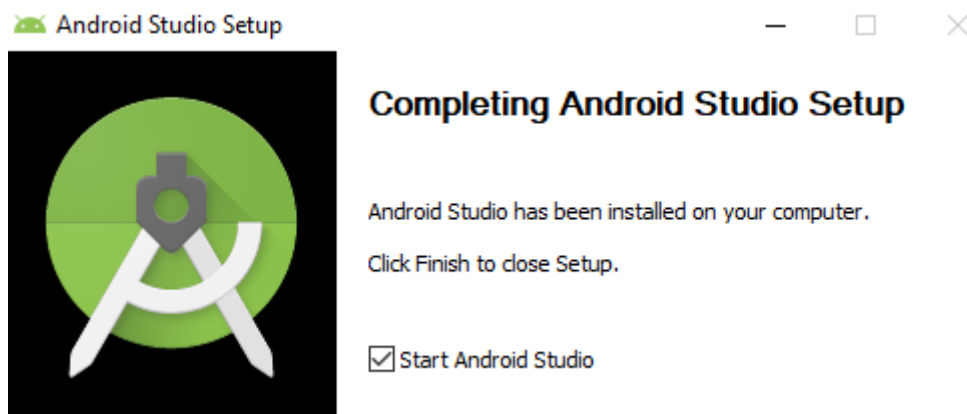 Android Studio Setup
Completing Android Studio Setup
Android Studio has been installed on your computer.
Click Finish to close Setup.
Start Android Studio